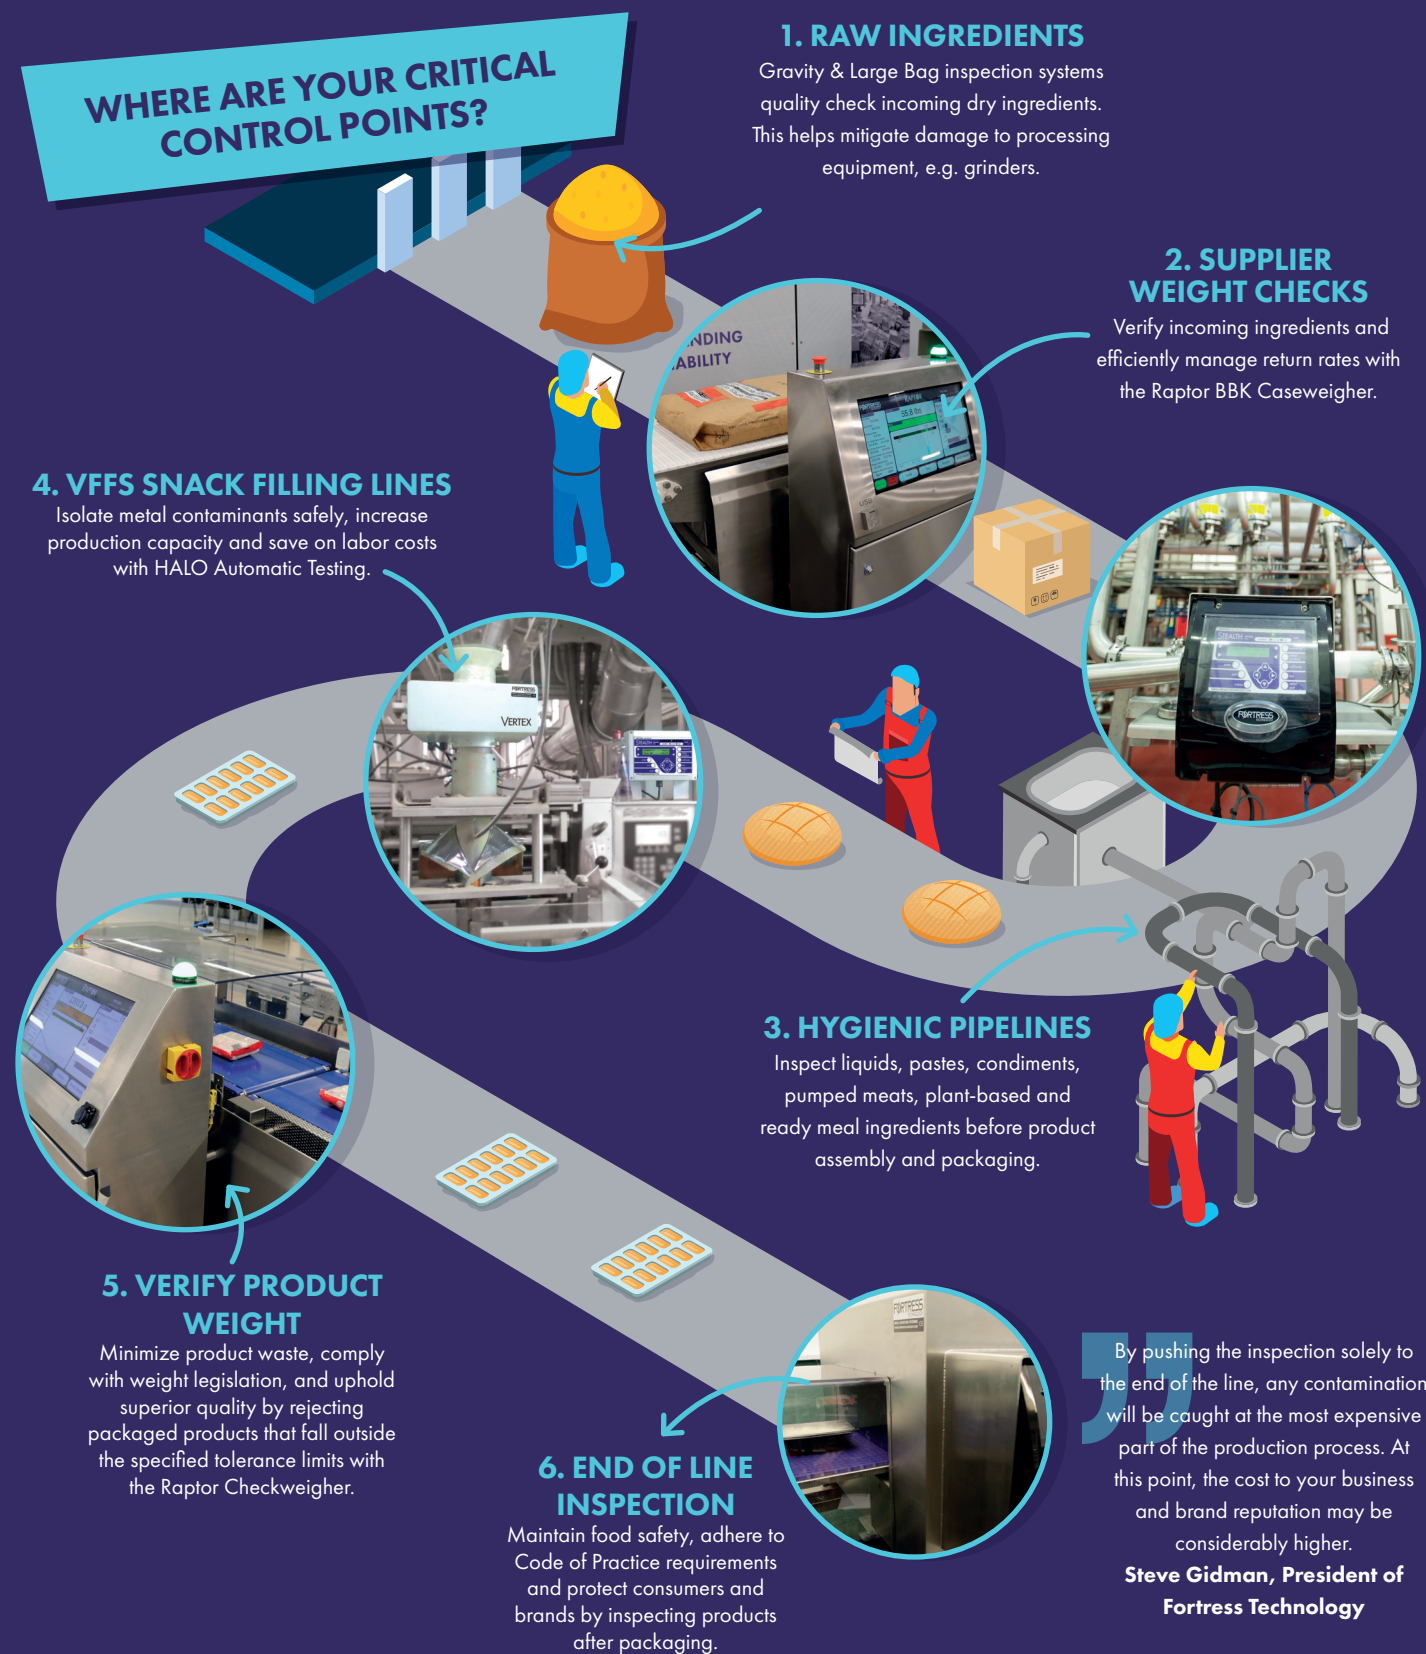 WHERE ARE YOUR CRITICAL
CONTROL POINTS?
1. RAW INGREDIENTS
Gravity & Large Bag inspection systems
quality check incoming dry ingredients.
This helps mitigate damage to processing
equipment, e.g. grinders.
2. SUPPLIER
WEIGHT CHECKS
Verify incoming ingredients and
efficiently manage return rates with
the Raptor BBK Caseweigher.
NDING
ABILITY
FORTRESS
RAPTOR
55.6 lbs
USB
4. VFFS SNACK FILLING LINES
Isolate metal contaminants safely, increase
production capacity and save on labor costs
with HALO Automatic Testing.
FORTRESS
VERTEX
STEALTH
STEALTH
FORTRESS
3. HYGIENIC PIPELINES
Inspect liquids, pastes, condiments,
pumped meats, plant-based and
ready meal ingredients before product
assembly and packaging.
5. VERIFY PRODUCT
WEIGHT
Minimize product waste, comply
with weight legislation, and uphold
superior quality by rejecting
packaged products that fall outside
the specified tolerance limits with
the Raptor Checkweigher.
FORTRESS
6. END OF LINE
INSPECTION
Maintain food safety, adhere to
Code of Practice requirements
and protect consumers and
brands by inspecting products
after packaging.
By pushing the inspection solely to
the end of the line, any contamination
will be caught at the most expensive
part of the production process. At
this point, the cost to your business
and brand reputation may be
considerably higher.
Steve Gidman, President of
Fortress Technology